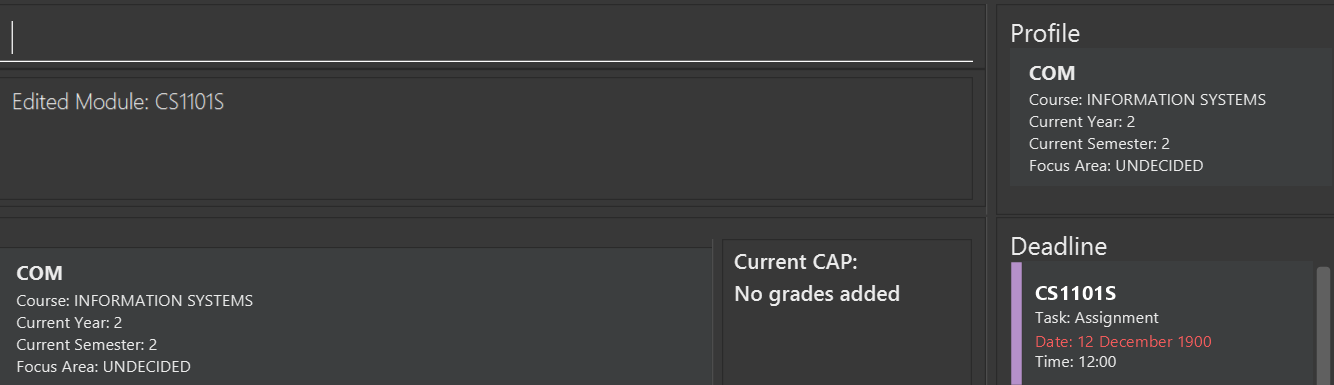 Edited Module: CS1101S
COM
Course: INFORMATION SYSTEMS
Current Year: 2
Current Semester: 2
Focus Area: UNDECIDED
Current CAP:
No grades added
Profile
COM
Course: INFORMATION SYSTEMS
Current Year: 2
Current Semester: 2
Focus Area: UNDECIDED
Deadline
CS1101S
Task: Assignment
Date: 12 December 1900
Time: 12:00